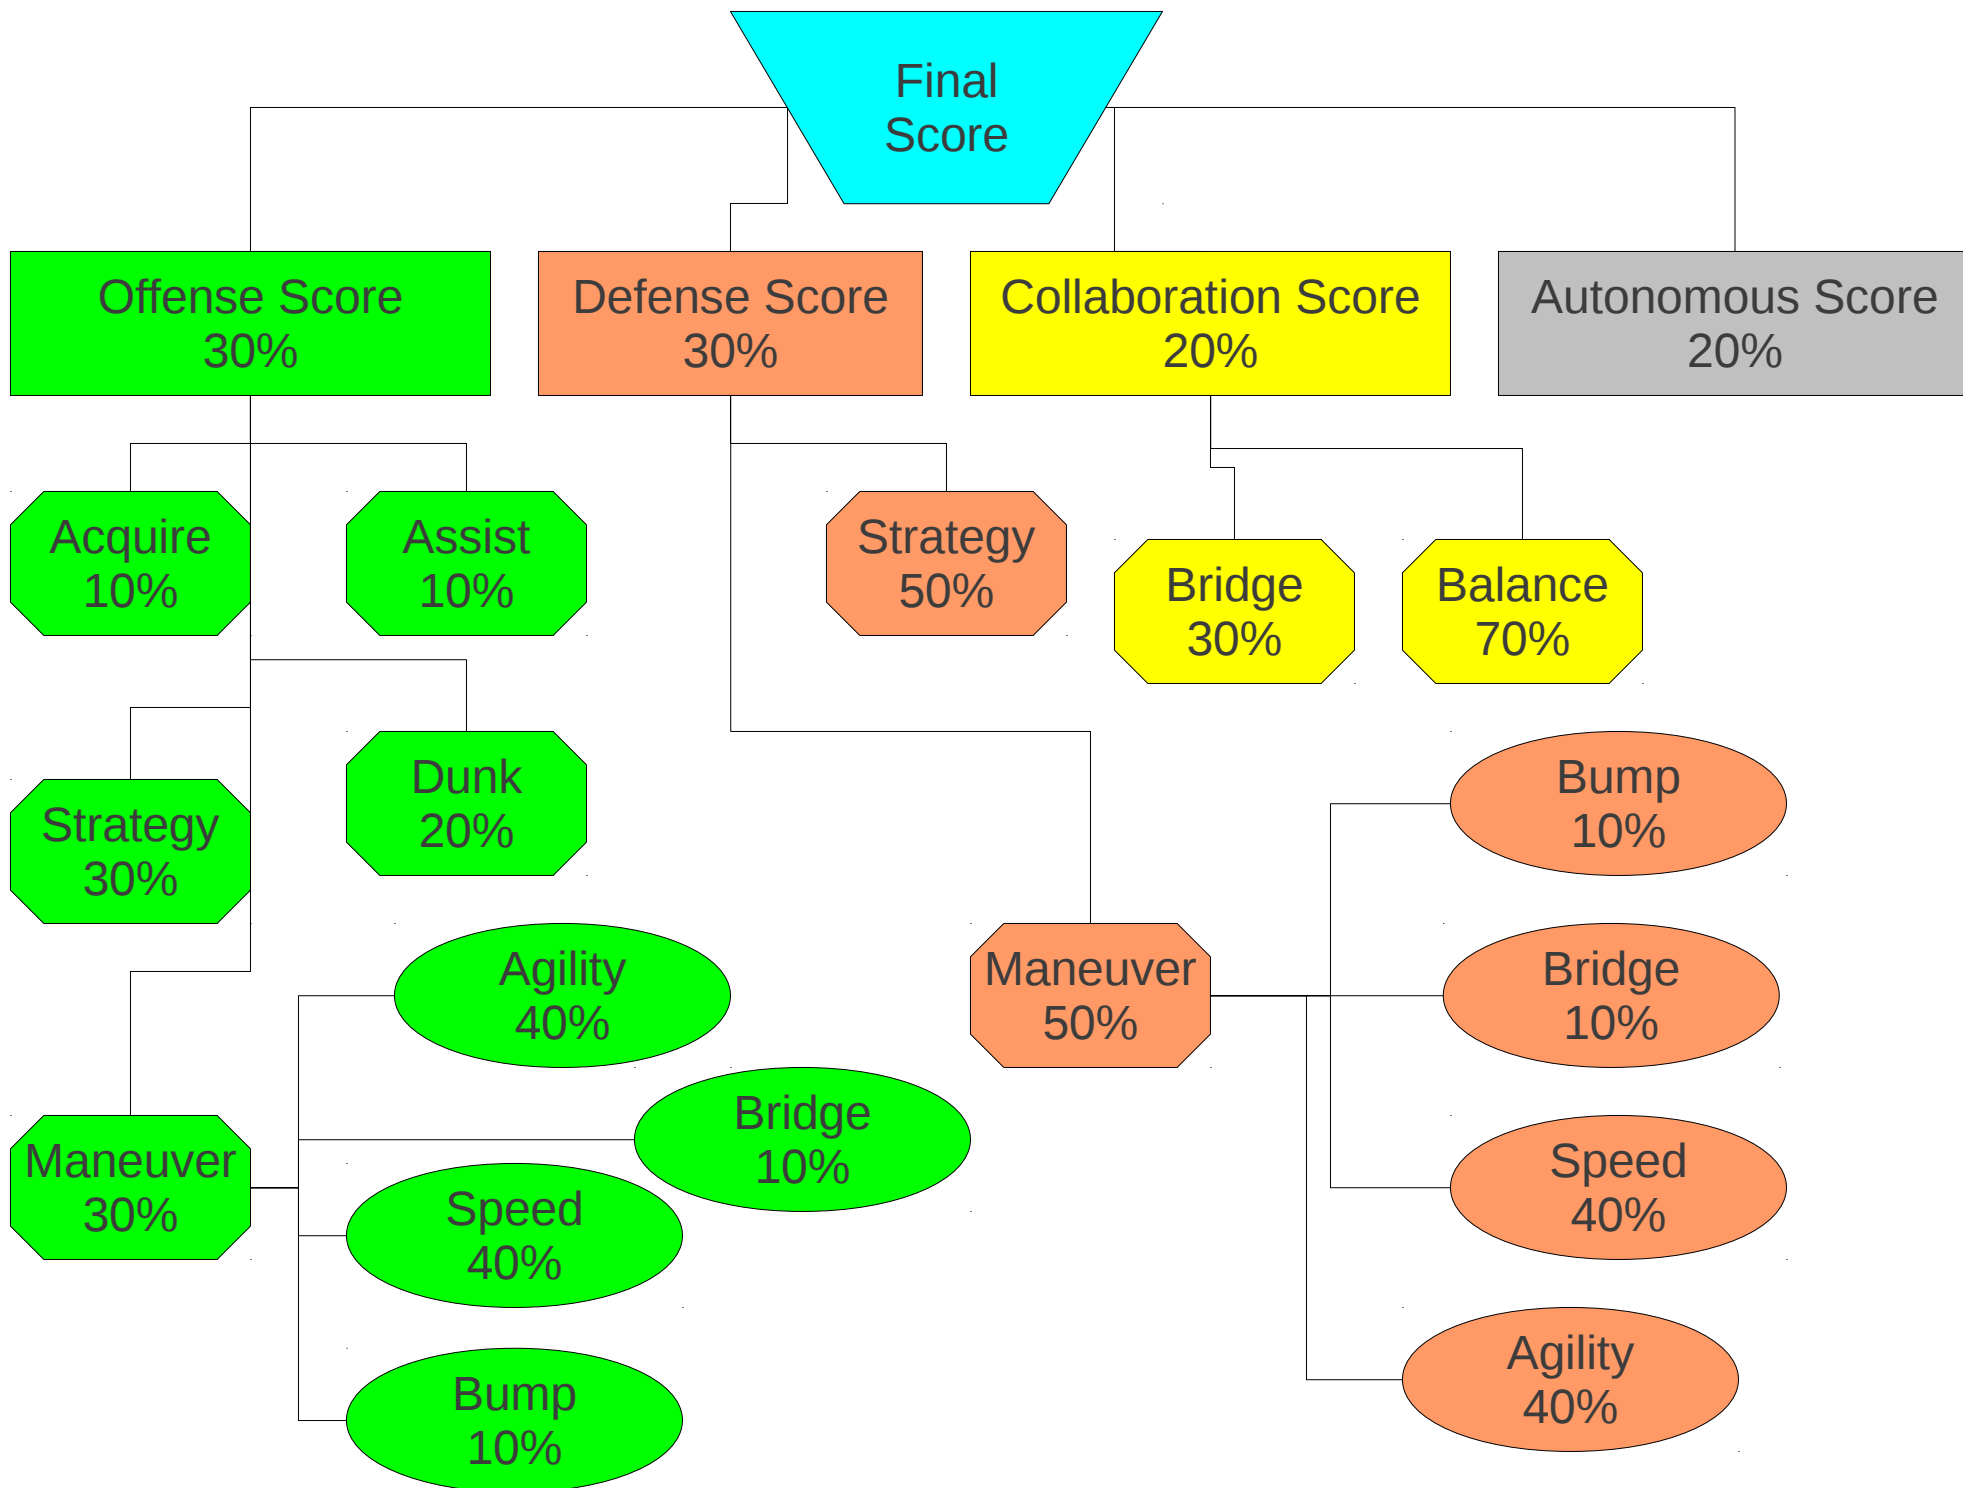 Final
Score
Offense Score
30%
Defense Score
30%
Collaboration Score
20%
Autonomous Score
20%
Acquire
10%
Assist
10%
Strategy
50%
Bridge
30%
Balance
70%
Strategy
30%
Dunk
20%
Bump
10%
Agility
40%
Maneuver
50%
Bridge
10%
Bridge
10%
Maneuver
30%
Speed
40%
Speed
40%
Bump
10%
Agility
40%